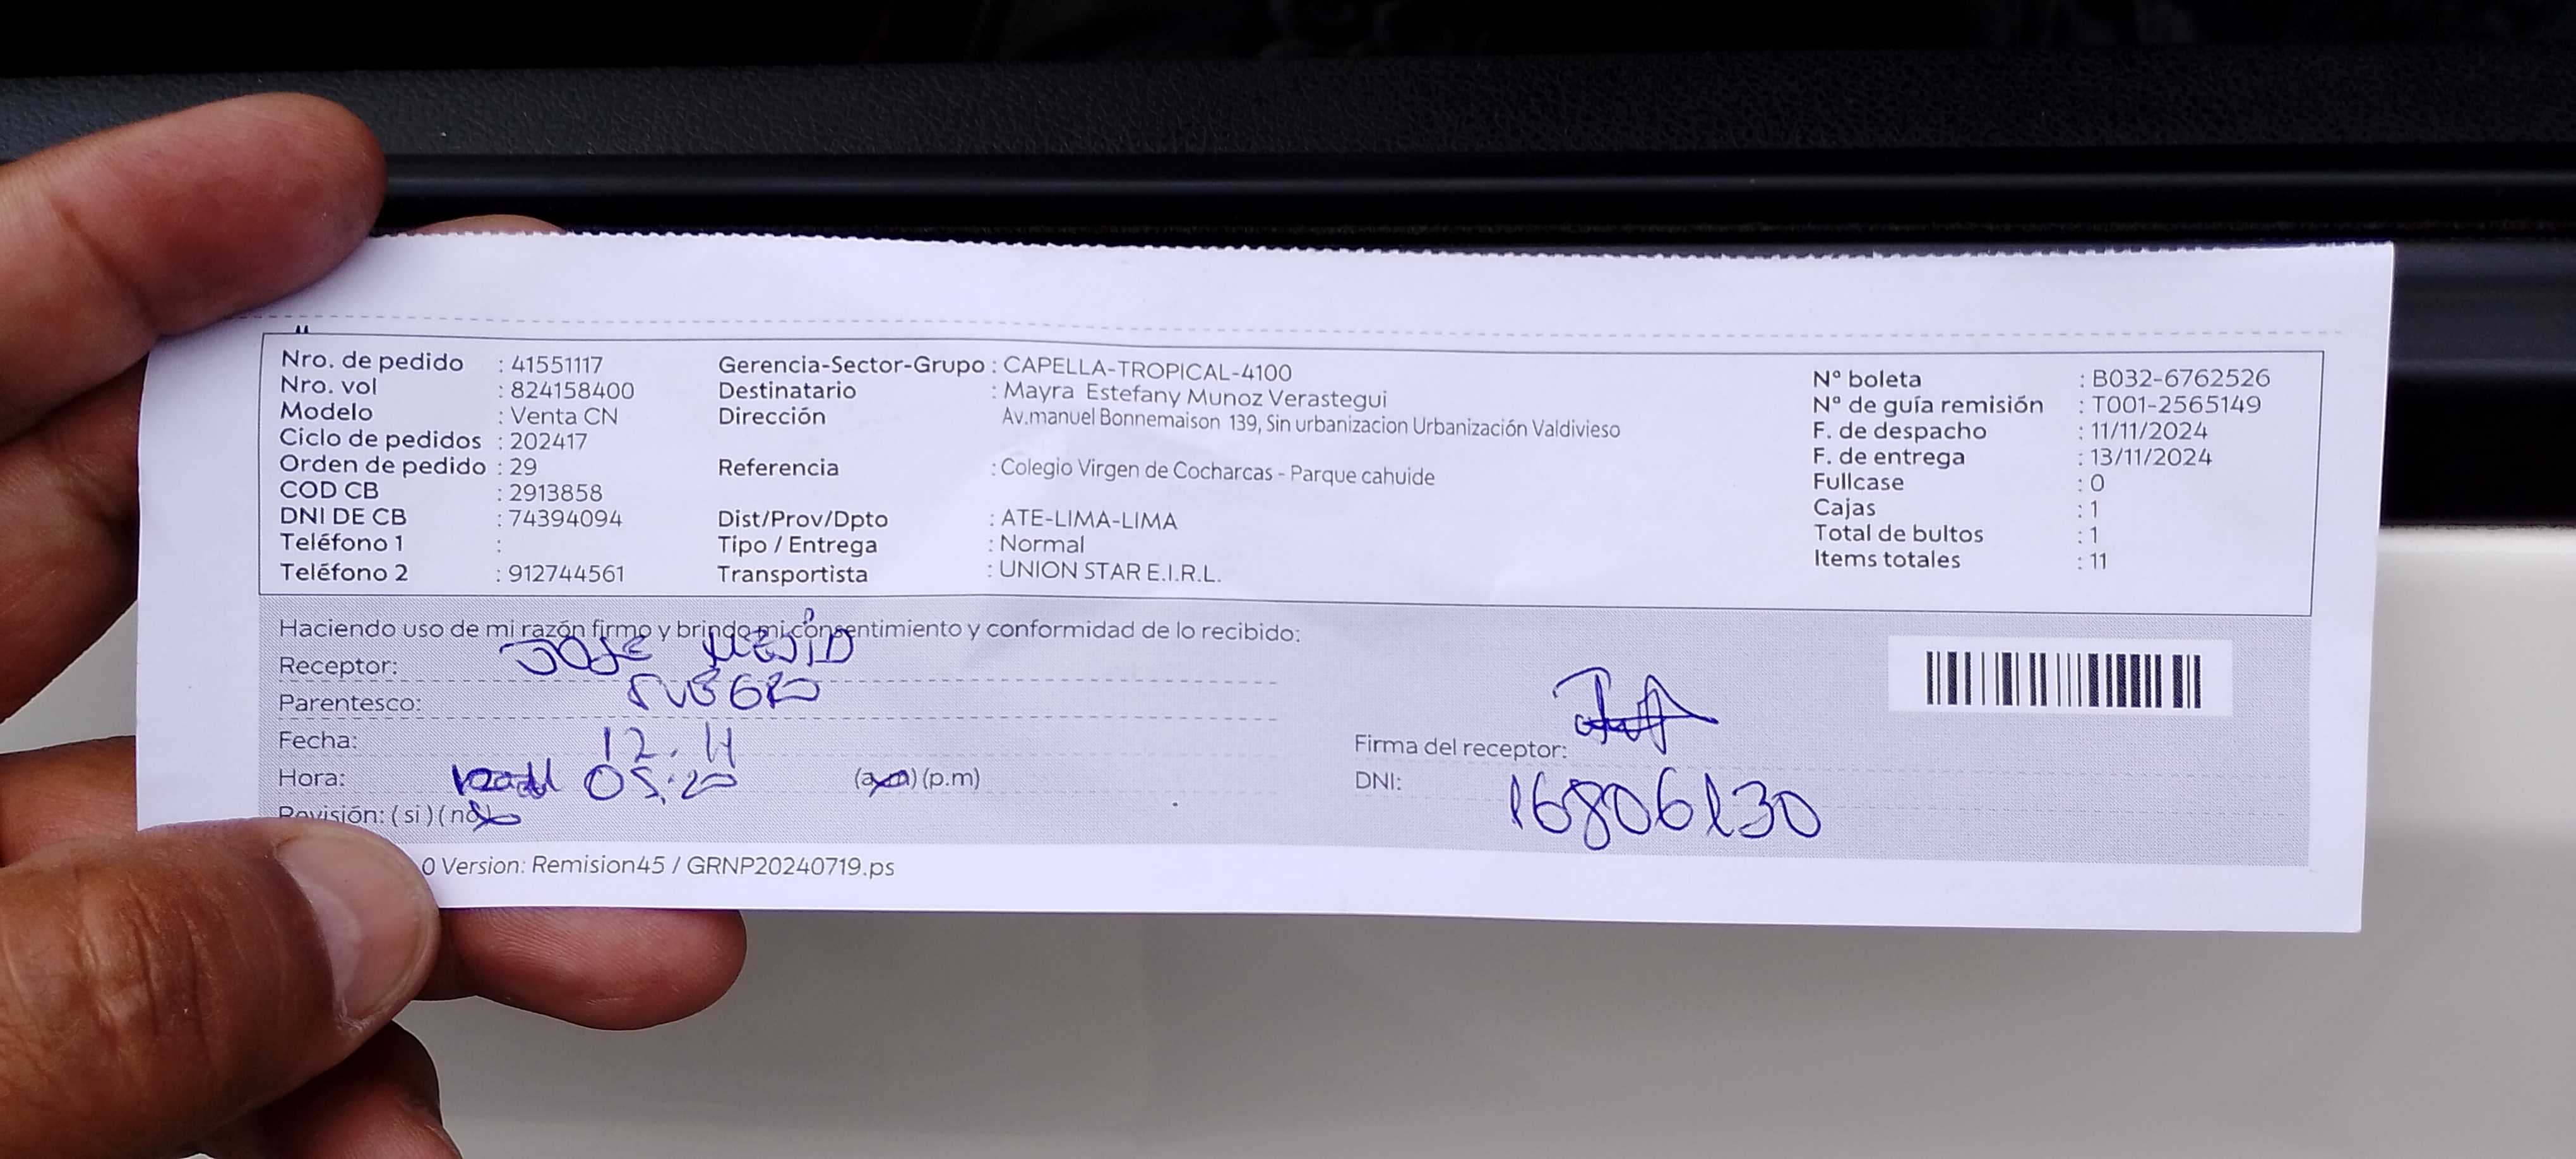 Nro. de pedido : 41551117
Nro. vol : 824158400
Modelo : Venta CN
Ciclo de pedidos : 202417
Orden de pedido : 29
COD CB : 2913858
DNI DE CB : 74394094
Teléfono 1 :
Teléfono 2 : 912744561
Gerencia-Sector-Grupo : CAPELLA-TROPICAL-4100
Destinatario : Mayra Estefany Munoz Verastegui
Dirección Av.manuel Bonnemaison 139, Sin urbanizacion Urbanización Valdivieso
Referencia : Colegio Virgen de Cocharcas - Parque cahuide
Dist/Prov/Dpto : ATE-LIMA-LIMA
Tipo / Entrega : Normal
Transportista : UNION STAR E.I.R.L.
Nº boleta : B032-6762526
Nº de guía remisión : T001-2565149
F. de despacho : 11/11/2024
F. de entrega : 13/11/2024
Fullcase : 0
Cajas : 1
Total de bultos : 1
Items totales : 11
Haciendo uso de mi razón firmo y brindo mi consentimiento y conformidad de lo recibido:
Receptor: JOSE MEJIA
Parentesco: SUEGRO
Fecha: 12.11
Hora: 05:20 (a.m) (p.m)
Revisión: ( si ) ( no )
Firma del receptor:
DNI: 16806130
0 Version: Remision45 / GRNP20240719.ps